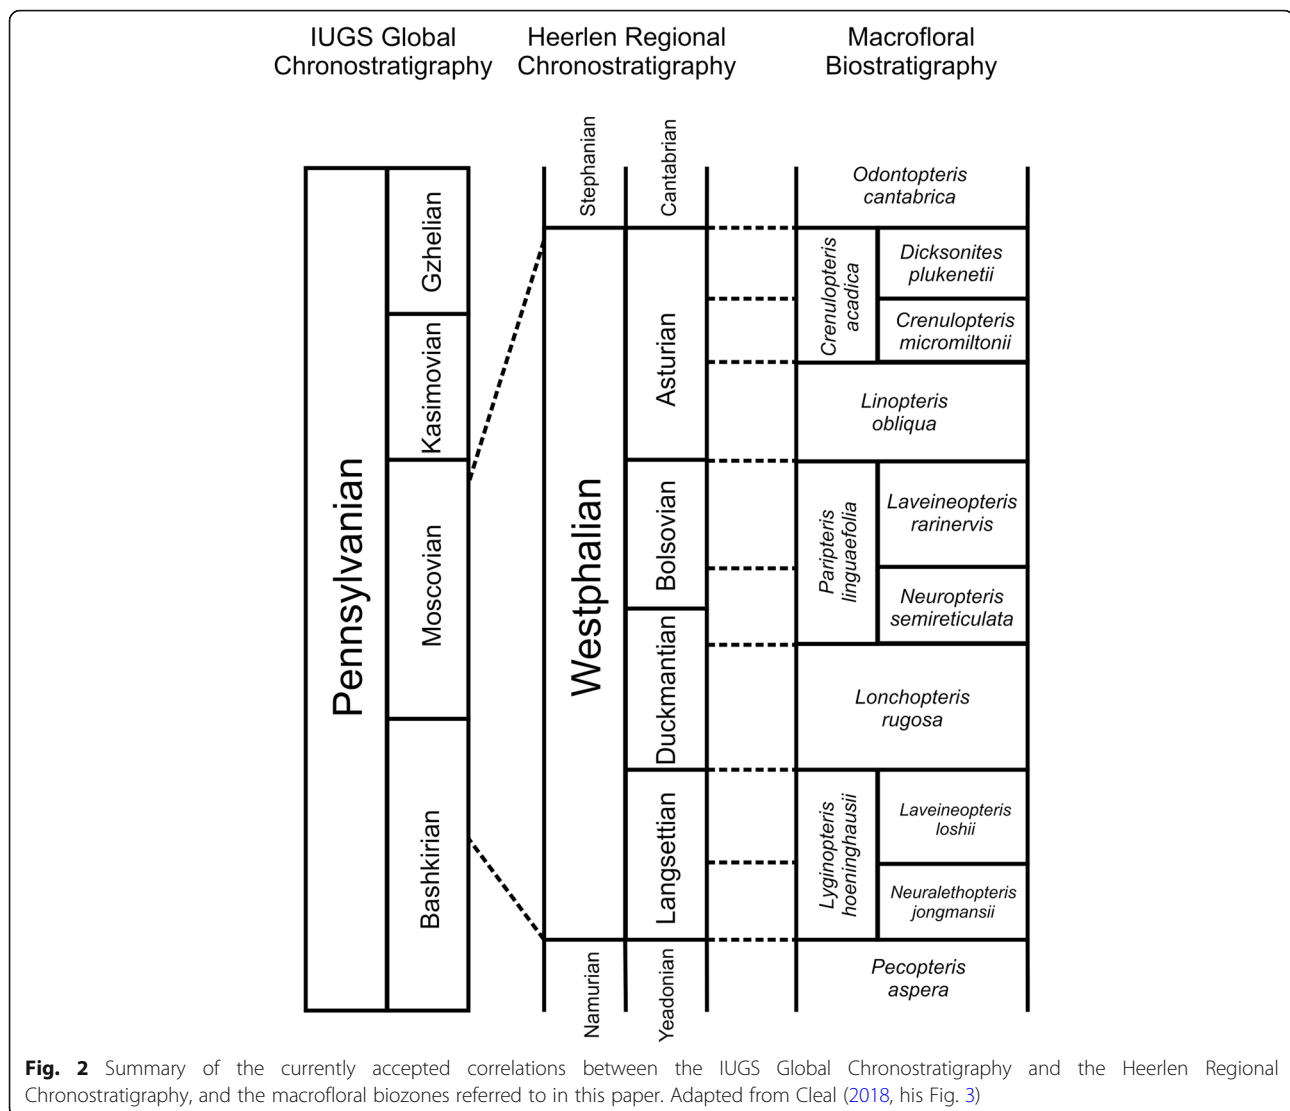 IUGS Global
Chronostratigraphy
Heerlen Regional
Chronostratigraphy
Macrofloral
Biostratigraphy
Pennsylvanian
Gzhelian
Kasimovian
Moscovian
Bashkirian
Stephanian
Westphalian
Namurian
Cantabrian
Asturian
Bolsovian
Duckmantian
Langsettian
Yeadonian
Odontopteris
cantabrica
Crenulopteris
acadica
Dicksonites
plukenetii
Crenulopteris
micromiltonii
Linopteris
obliqua
Paripteris
linguaefolia
Laveineopteris
rarinervis
Neuropteris
semireticulata
Lonchopteris
rugosa
Lyginopteris
hoeninghausii
Laveineopteris
loshii
Neuralethopteris
jongmansii
Pecopteris
aspera
Fig. 2 Summary of the currently accepted correlations between the IUGS Global Chronostratigraphy and the Heerlen Regional
Chronostratigraphy, and the macrofloral biozones referred to in this paper. Adapted from Cleal (2018, his Fig. 3)